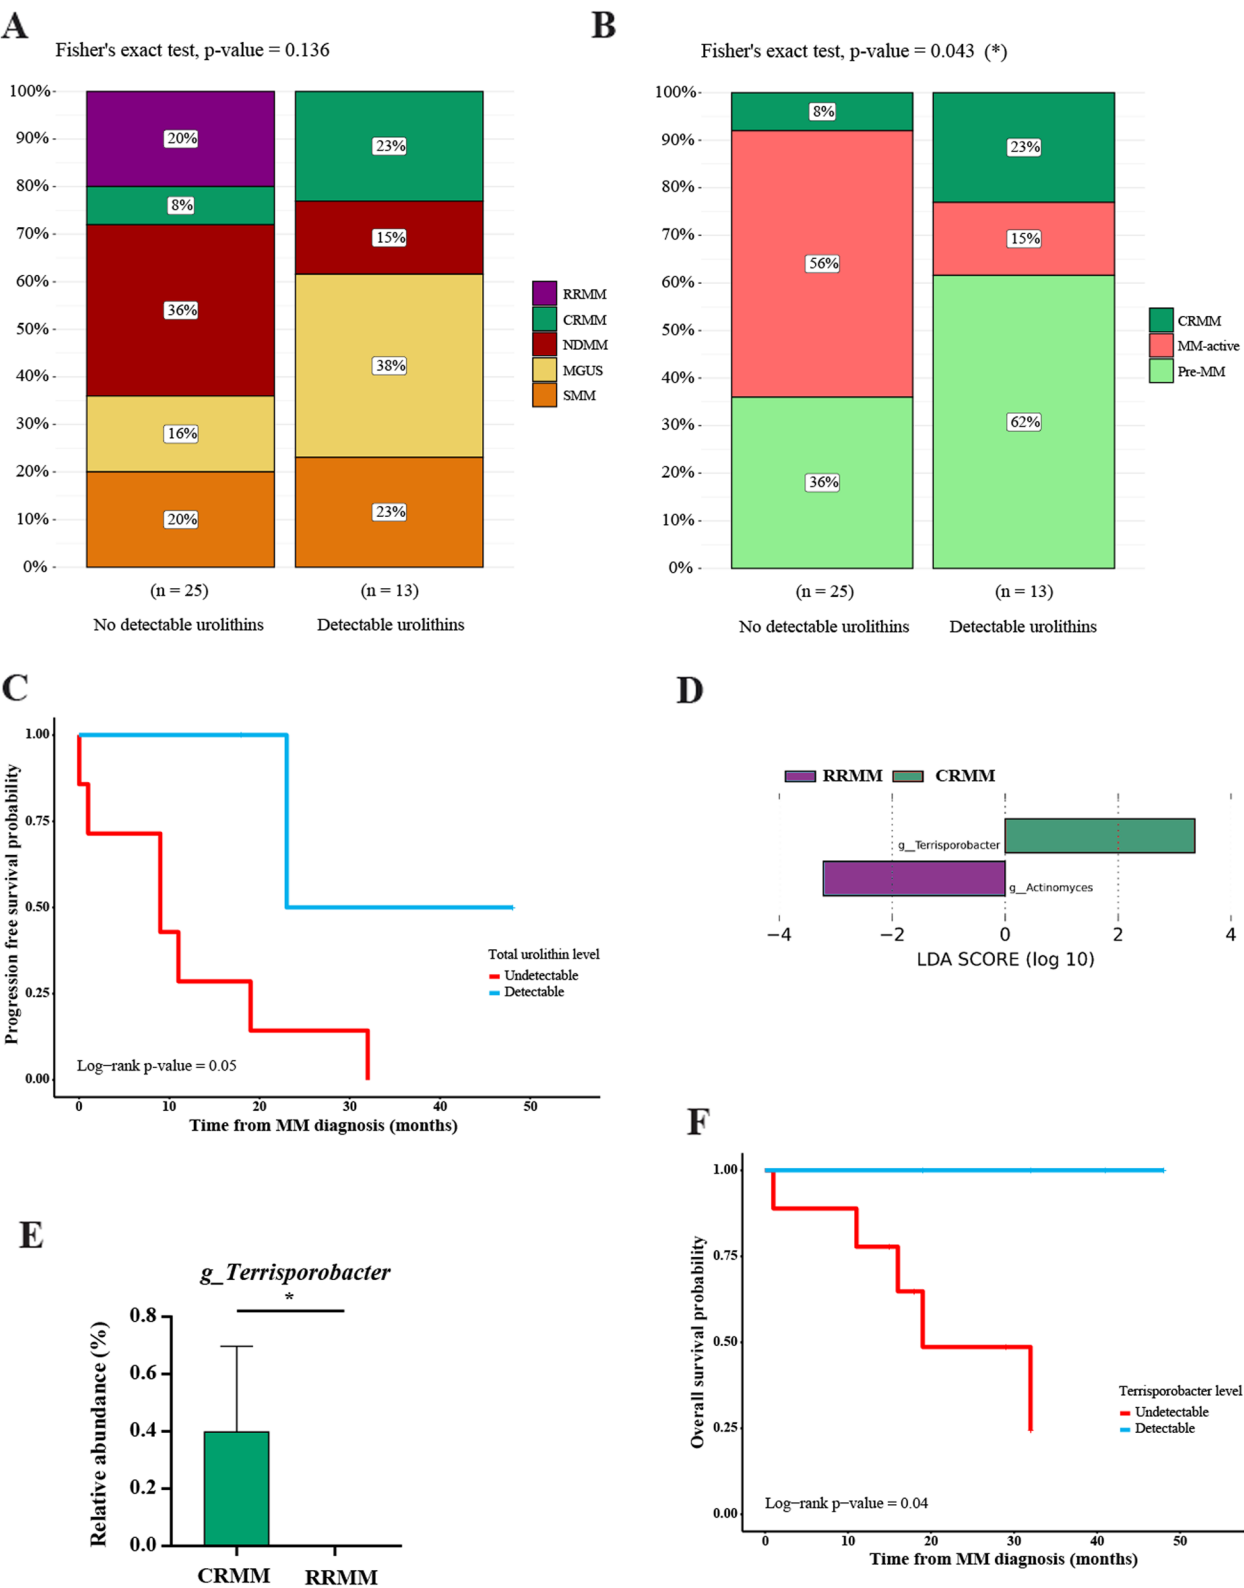 A
Fisher's exact test, p-value = 0.136
100%
90%
80%
70%
60%
50%
40%
30%
20%
10%
0%
20%
8%
36%
16%
20%
23%
15%
38%
23%
(n = 25)
(n = 13)
No detectable urolithins
Detectable urolithins
RRMM
CRMM
NDMM
MGUS
SMM
B
Fisher's exact test, p-value = 0.043 (*)
100%
90%
80%
70%
60%
50%
40%
30%
20%
10%
0%
8%
56%
36%
23%
15%
62%
(n = 25)
(n = 13)
No detectable urolithins
Detectable urolithins
CRMM
MM-active
Pre-MM
C
Progression free survival probability
1.00
0.75
0.50
0.25
0.00
Total urolithin level
Undetectable
Detectable
Log−rank p-value = 0.05
0 10 20 30 40 50
Time from MM diagnosis (months)
D
RRMM CRMM
g__Terrisporobacter
g__Actinomyces
−4 −2 0 2 4
LDA SCORE (log 10)
E
g_Terrisporobacter
*
Relative abundance (%)
0.8
0.6
0.4
0.2
0.0
CRMM RRMM
F
Overall survival probability
1.00
0.75
0.50
0.25
0.00
Terrisporobacter level
Undetectable
Detectable
Log−rank p−value = 0.04
0 10 20 30 40 50
Time from MM diagnosis (months)